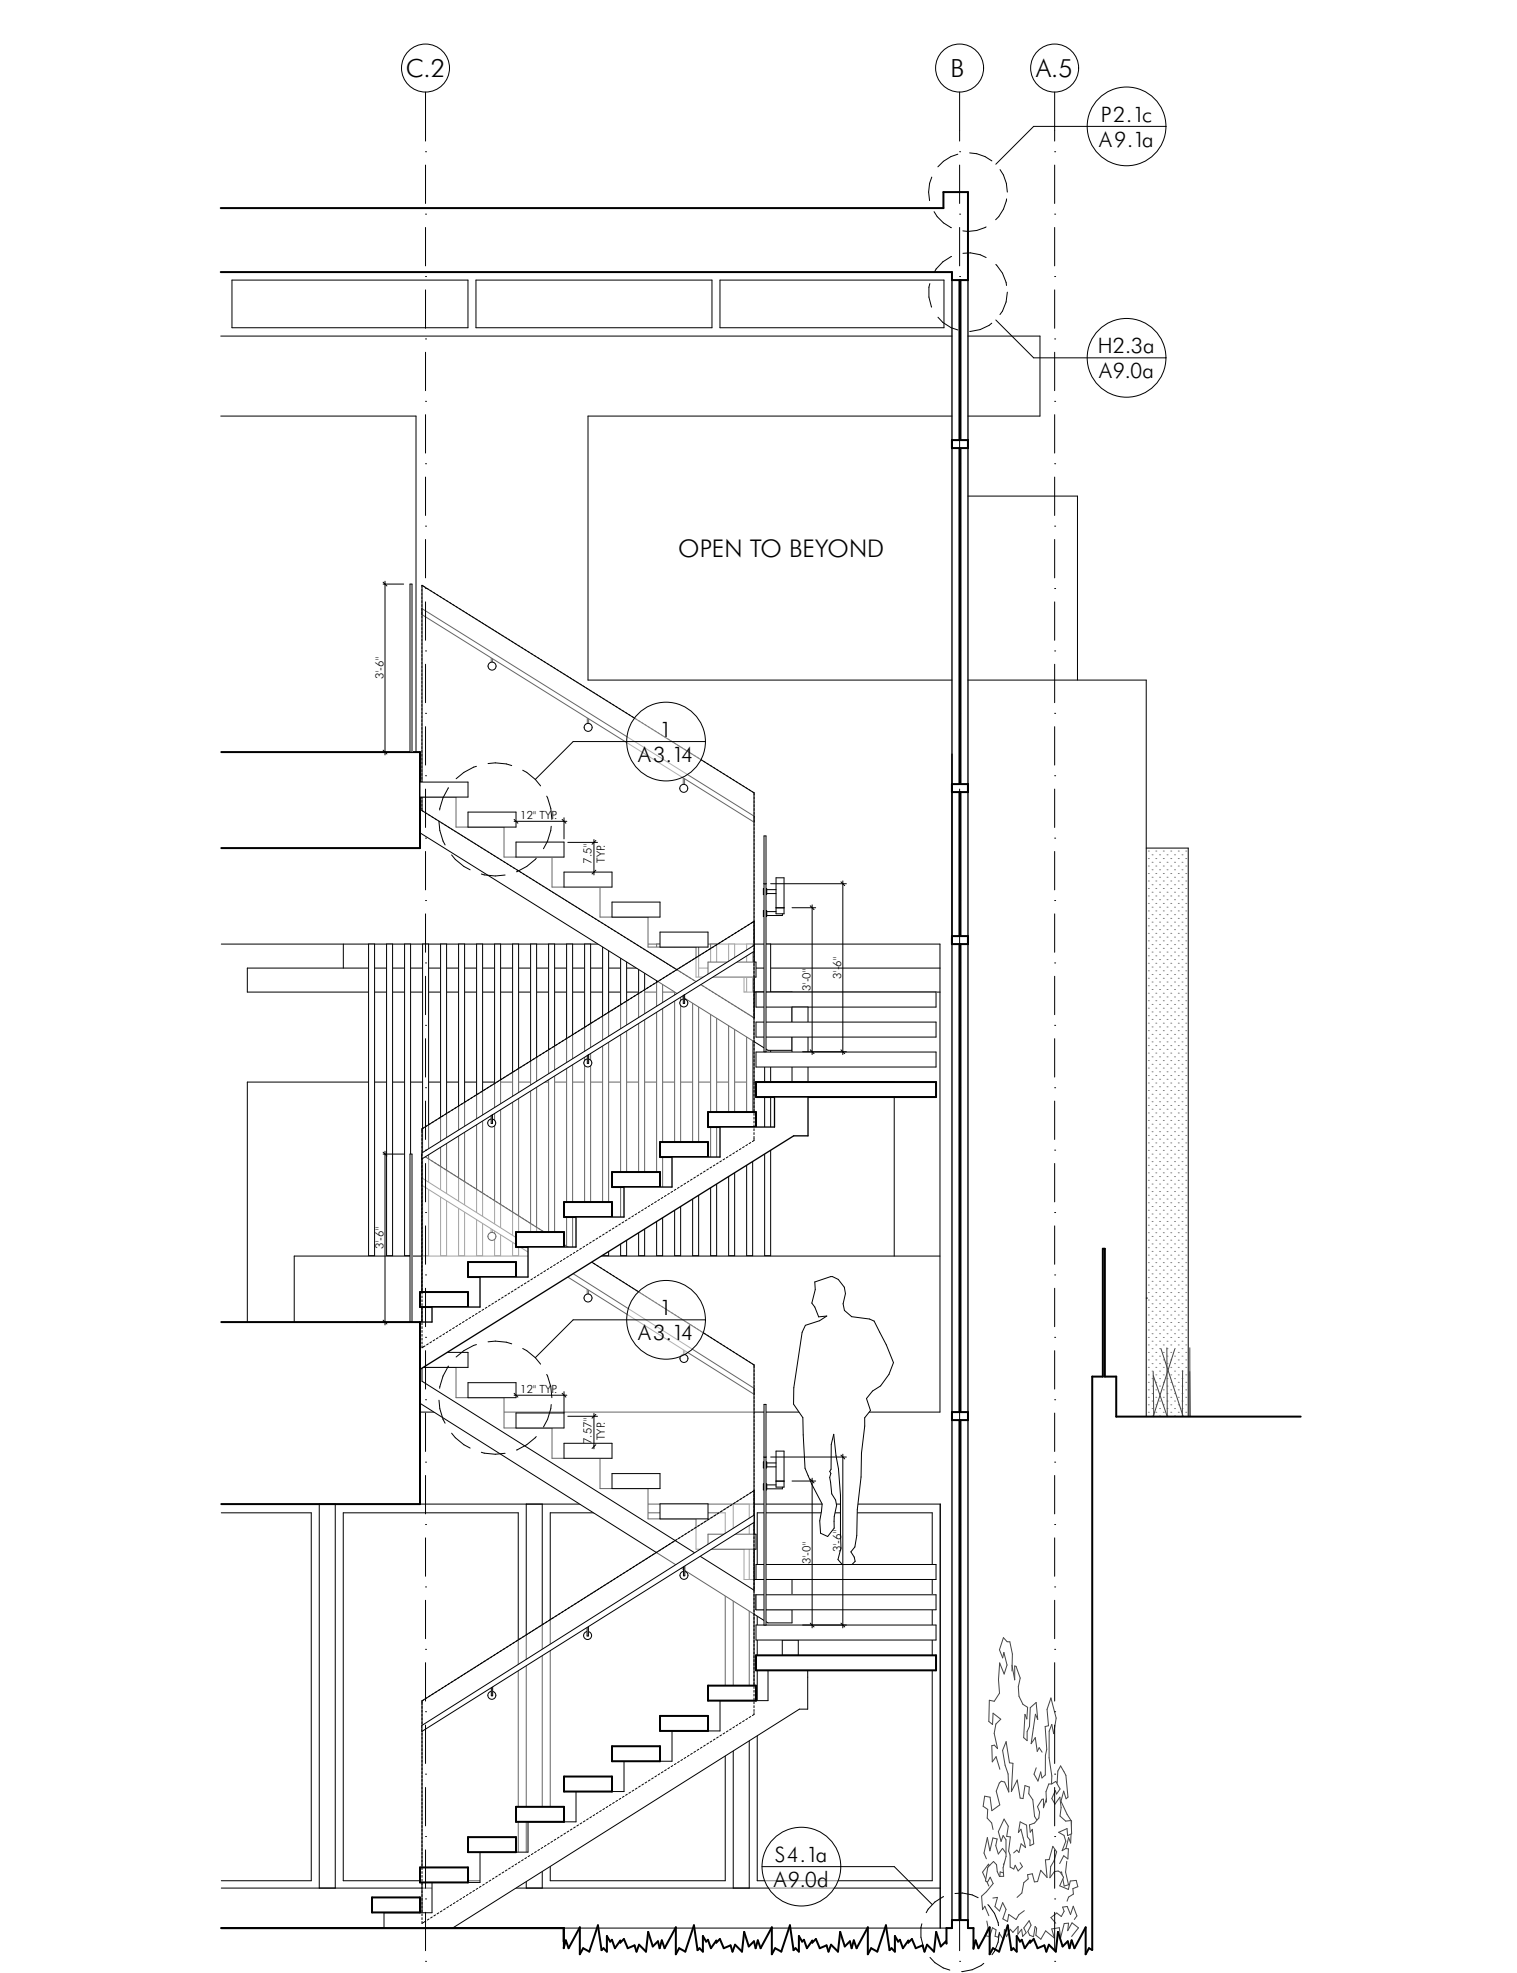 C.2
B
A.5
P2.1c
A9.1a
H2.3a
A9.0a
OPEN TO BEYOND
3'-6"
1
A3.14
12" TYP.
7.5"
TYP.
3'-0"
3'-6"
3'-6"
1
A3.14
12" TYP.
7.57"
TYP.
3'-0"
3'-6"
S4.1a
A9.0d